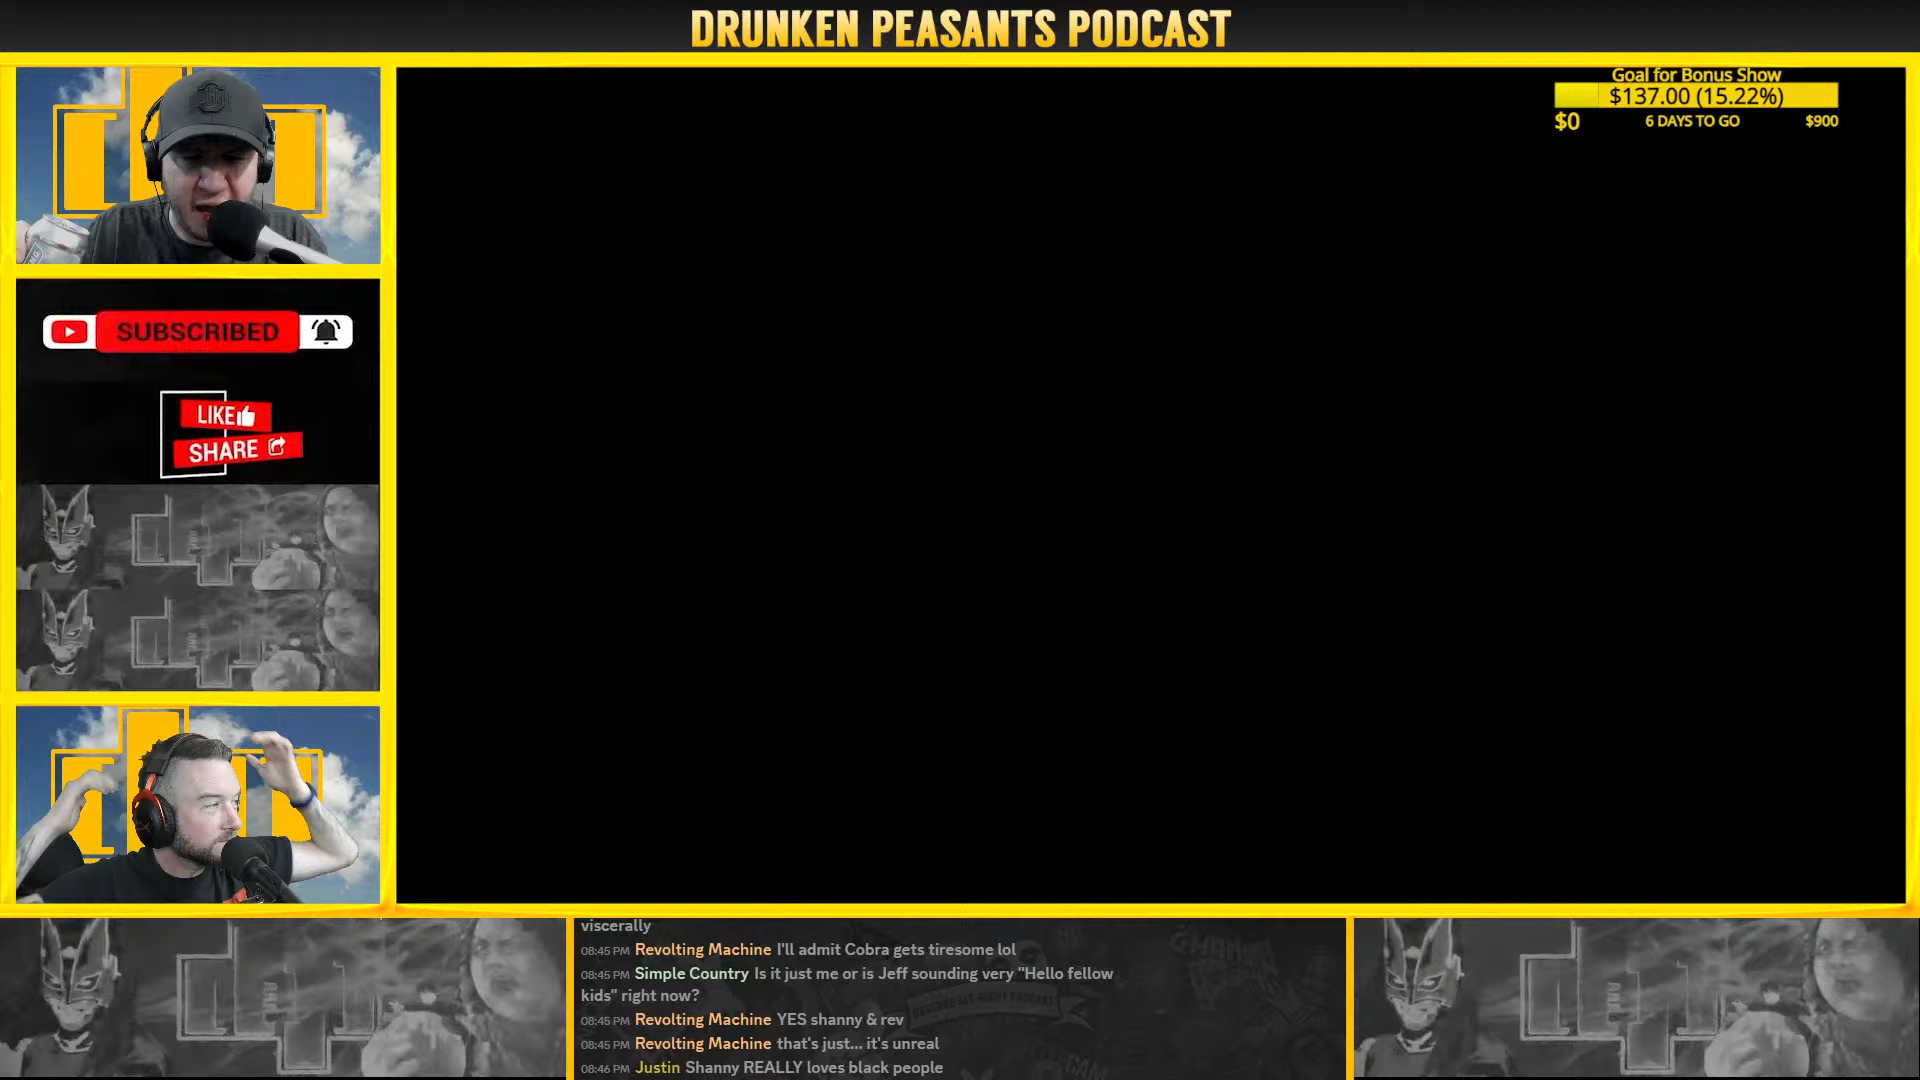 DRUNKEN PEASANTS PODCAST
Goal for Bonus Show
$137.00 (15.22%)
$0 6 DAYS TO GO $900
SUBSCRIBED
LIKE
SHARE
viscerally
08:45 PM Revolting Machine I'll admit Cobra gets tiresome lol
08:45 PM Simple Country Is it just me or is Jeff sounding very "Hello fellow
kids" right now?
08:45 PM Revolting Machine YES shanny & rev
08:45 PM Revolting Machine that's just... it's unreal
08:46 PM Justin Shanny REALLY loves black people